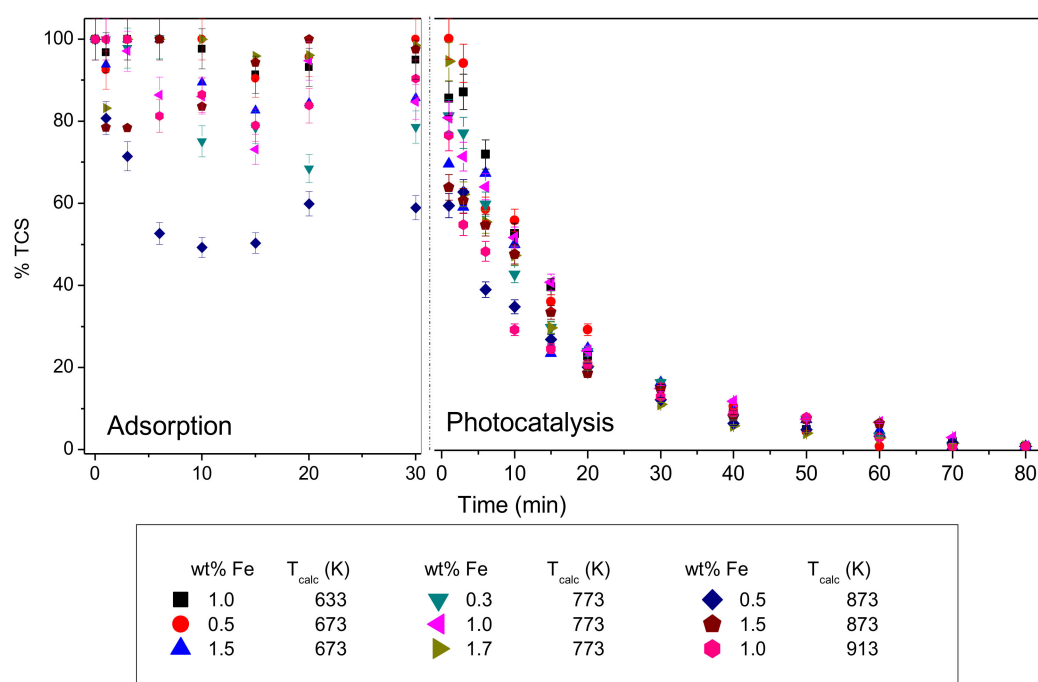 % TCS
100
80
60
40
20
0
Adsorption
Photocatalysis
0 10 20 30 0 10 20 30 40 50 60 70 80
Time (min)
wt% Fe T_calc (K) wt% Fe T_calc (K) wt% Fe T_calc (K)
1.0 633 0.3 773 0.5 873
0.5 673 1.0 773 1.5 873
1.5 673 1.7 773 1.0 913